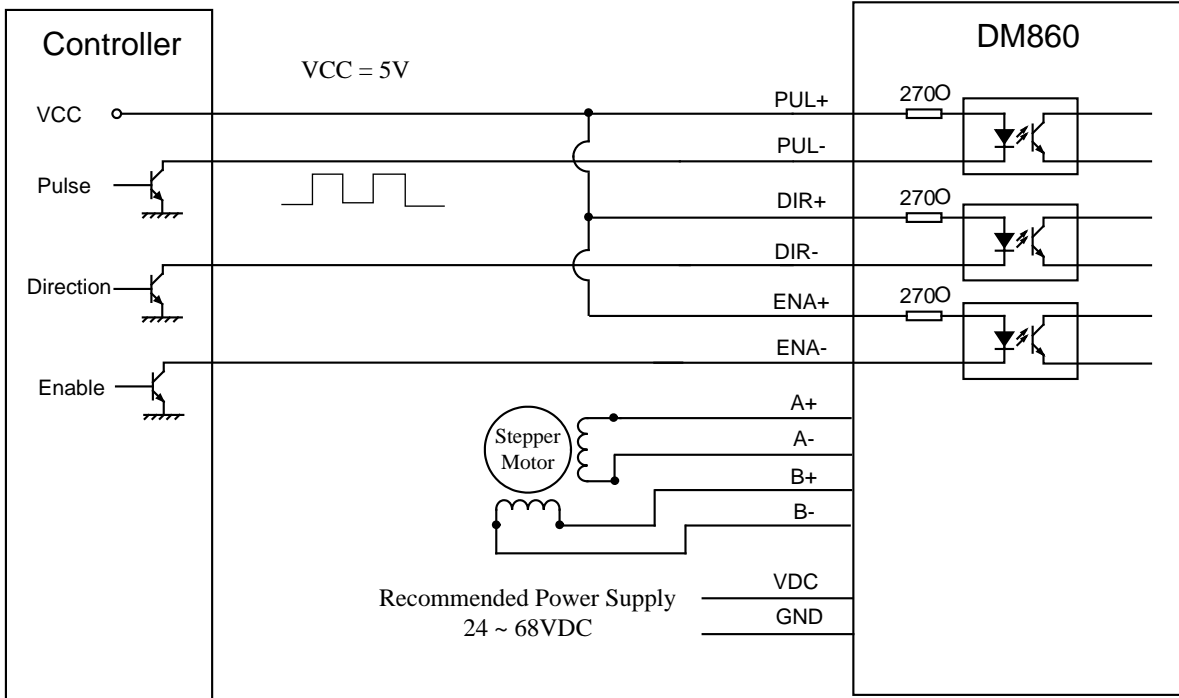 Controller
DM860
VCC = 5V
VCC
PUL+
270O
PUL-
Pulse
DIR+
270O
DIR-
Direction
ENA+
270O
ENA-
Enable
A+
Stepper
Motor
A-
B+
B-
VDC
Recommended Power Supply
GND
24 ~ 68VDC